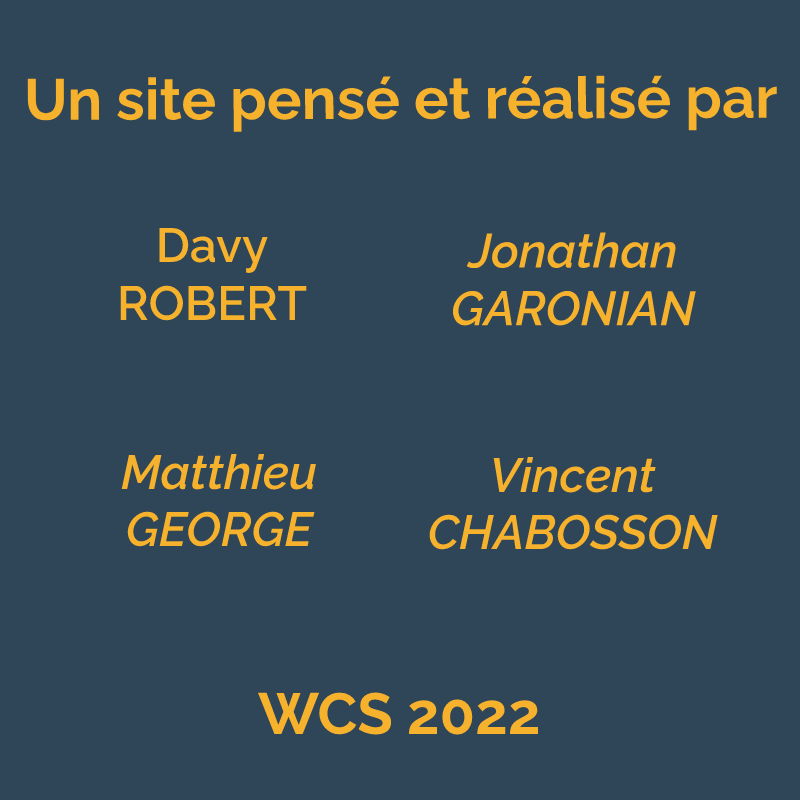 Un site pensé et réalisé par
Davy
ROBERT
Jonathan
GARONIAN
Matthieu
GEORGE
Vincent
CHABOSSON
WCS 2022